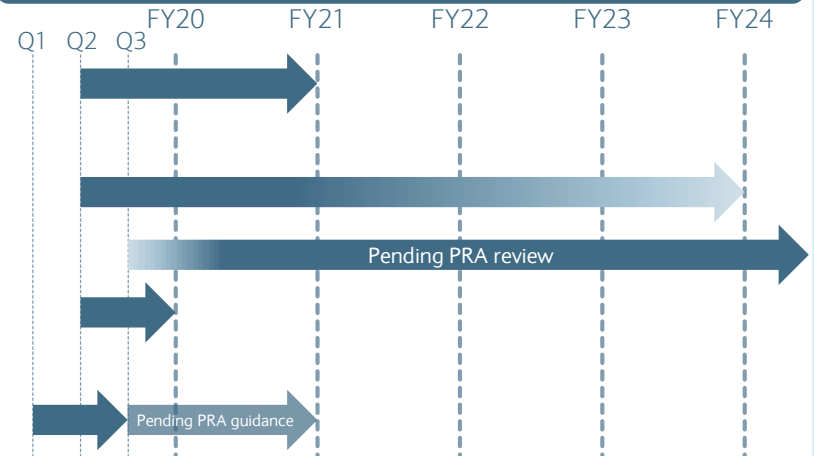 FY20 FY21 FY22 FY23 FY24
Q1 Q2 Q3
Pending PRA review
Pending PRA guidance